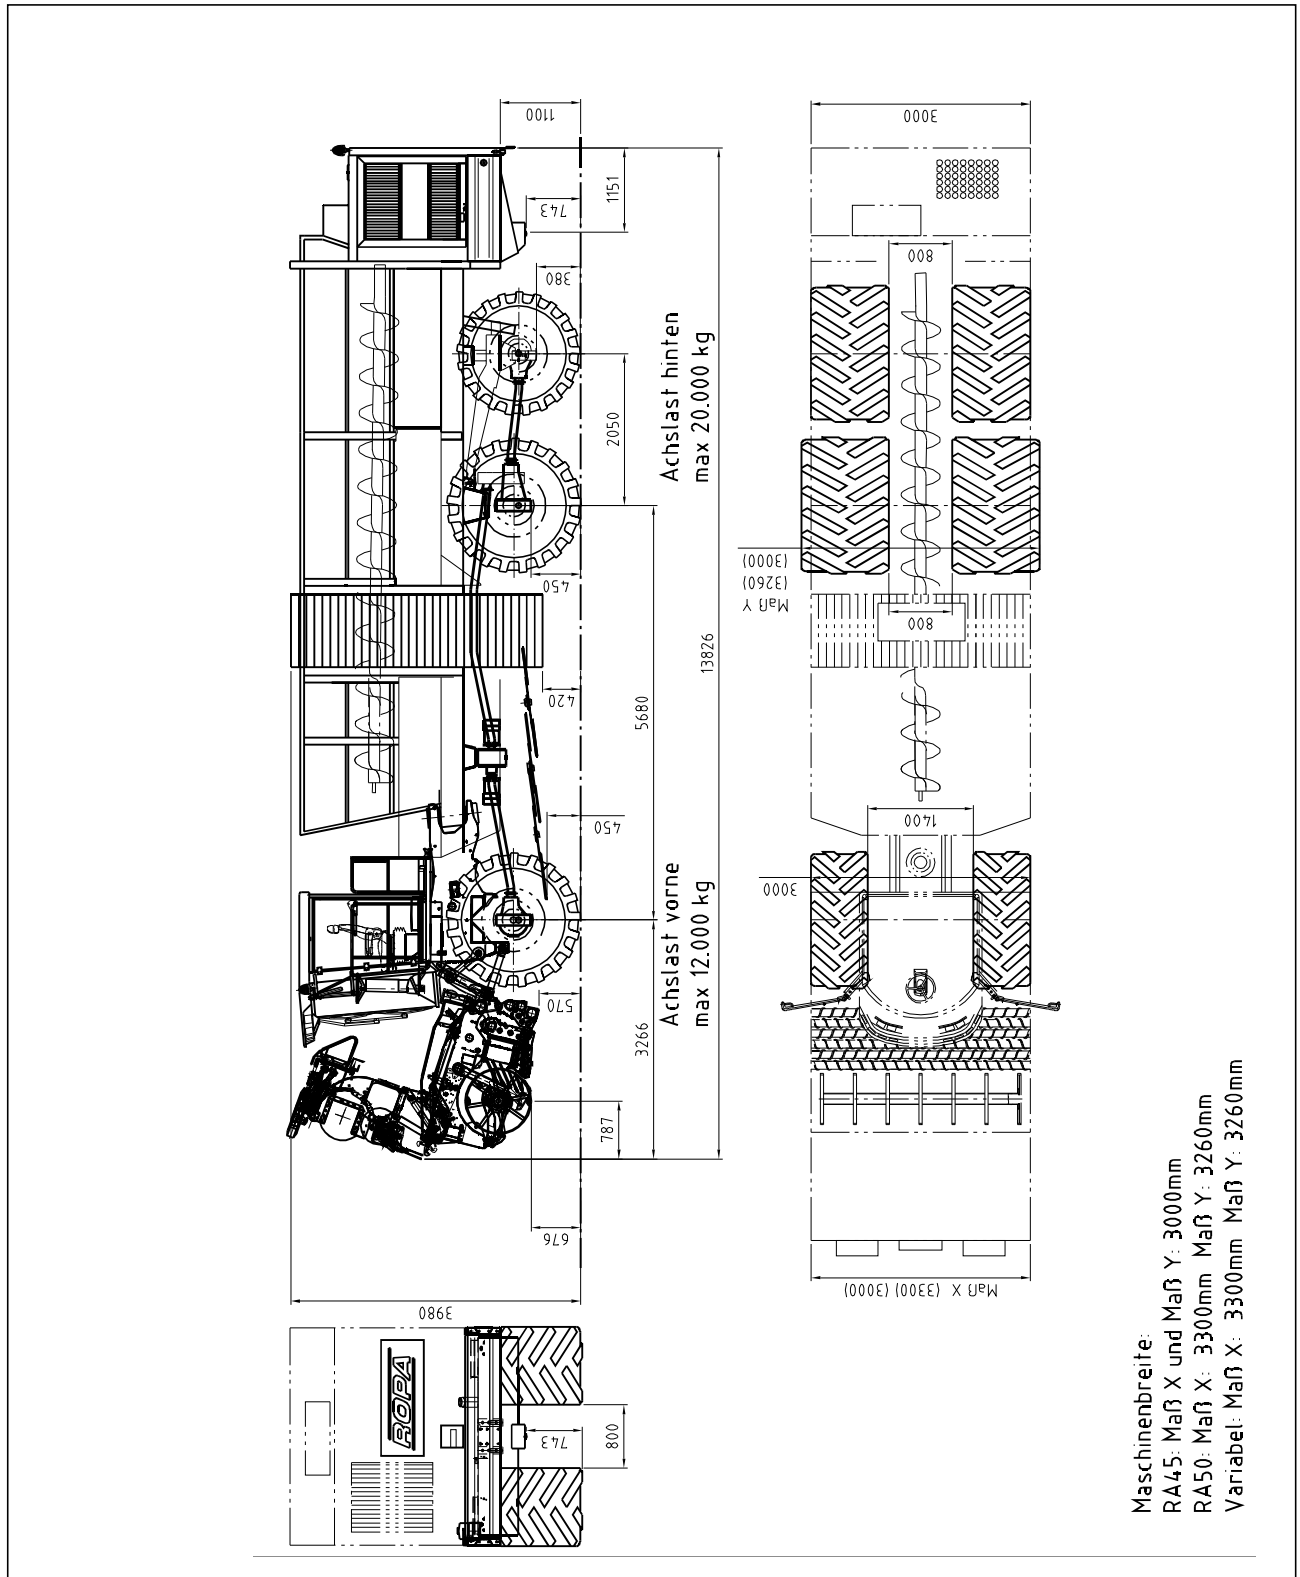 1100
3000
1151
743
380
800
2050
Achslast hinten
max 20.000 kg
450
(3000)
(3260)
Maß Y
800
13826
420
5680
450
1400
Achslast vorne
max 12.000 kg
3000
570
3266
787
676
3980
Maß X (3300) (3000)
ROPA
743
800
Maschinenbreite:
RA45: Maß X und Maß Y: 3000mm
RA50: Maß X: 3300mm Maß Y: 3260mm
Variabel: Maß X: 3300mm Maß Y: 3260mm